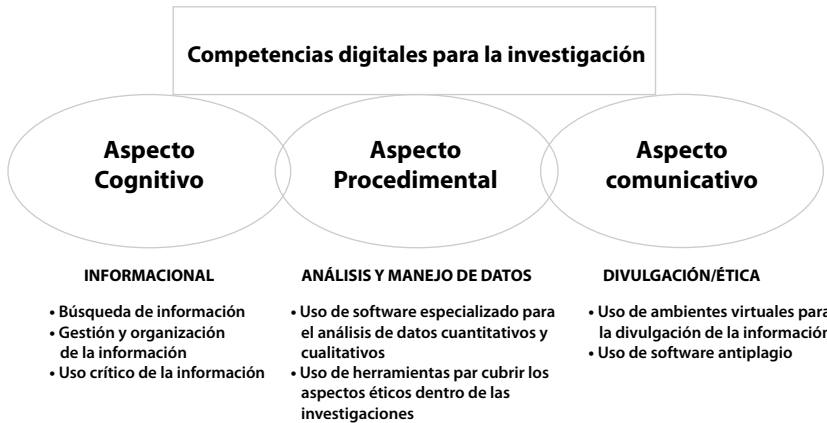 Competencias digitales para la investigación
Aspecto
Cognitivo
Aspecto
Procedimental
Aspecto
comunicativo
INFORMACIONAL
• Búsqueda de información
• Gestión y organización
de la información
• Uso crítico de la información
ANÁLISIS Y MANEJO DE DATOS
• Uso de software especializado para
el análisis de datos cuantitativos y
cualitativos
• Uso de herramientas par cubrir los
aspectos éticos dentro de las
investigaciones
DIVULGACIÓN/ÉTICA
• Uso de ambientes virtuales para
la divulgación de la información
• Uso de software antiplagio